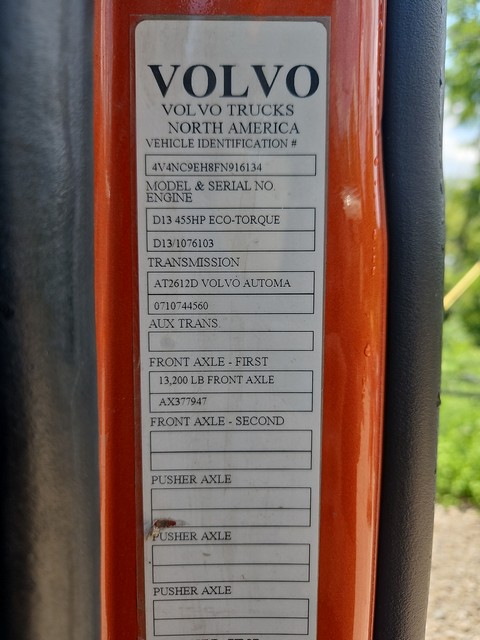 VOLVO
VOLVO TRUCKS
NORTH AMERICA
VEHICLE IDENTIFICATION #
4V4NC9EH8FN916134
MODEL & SERIAL NO.
ENGINE
D13 455HP ECO-TORQUE
D13/1076103
TRANSMISSION
AT2612D VOLVO AUTOMA
0710744560
AUX TRANS.
FRONT AXLE - FIRST
13,200 LB FRONT AXLE
AX377947
FRONT AXLE - SECOND
PUSHER AXLE
PUSHER AXLE
PUSHER AXLE